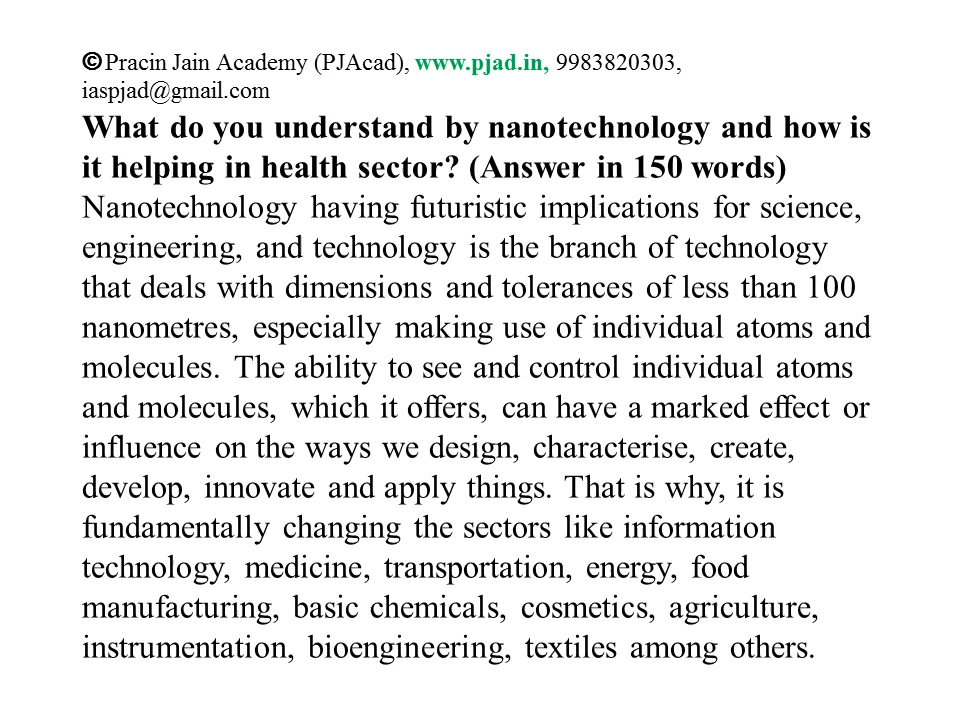 © Pracin Jain Academy (PJAcad), www.pjad.in, 9983820303,
iaspjad@gmail.com
What do you understand by nanotechnology and how is
it helping in health sector? (Answer in 150 words)
Nanotechnology having futuristic implications for science,
engineering, and technology is the branch of technology
that deals with dimensions and tolerances of less than 100
nanometres, especially making use of individual atoms and
molecules. The ability to see and control individual atoms
and molecules, which it offers, can have a marked effect or
influence on the ways we design, characterise, create,
develop, innovate and apply things. That is why, it is
fundamentally changing the sectors like information
technology, medicine, transportation, energy, food
manufacturing, basic chemicals, cosmetics, agriculture,
instrumentation, bioengineering, textiles among others.